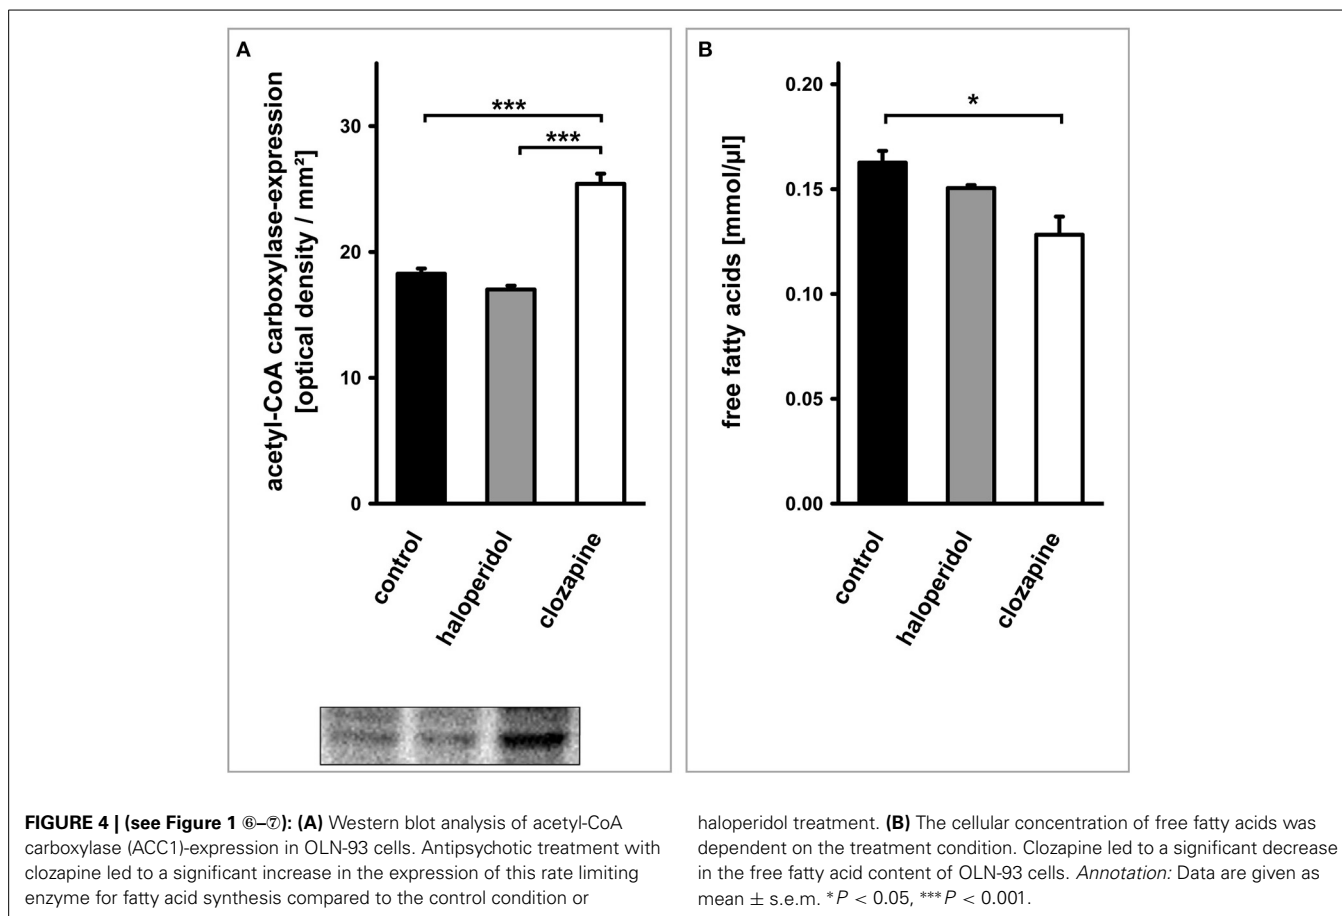 A
acetyl-CoA carboxylase-expression
[optical density / mm²]
30
20
10
0
***
***
control
haloperidol
clozapine
B
free fatty acids [mmol/µl]
0.20
0.15
0.10
0.05
0.00
*
control
haloperidol
clozapine
FIGURE 4 | (see Figure 1 ⑥–⑦): (A) Western blot analysis of acetyl-CoA
carboxylase (ACC1)-expression in OLN-93 cells. Antipsychotic treatment with
clozapine led to a significant increase in the expression of this rate limiting
enzyme for fatty acid synthesis compared to the control condition or
haloperidol treatment. (B) The cellular concentration of free fatty acids was
dependent on the treatment condition. Clozapine led to a significant decrease
in the free fatty acid content of OLN-93 cells. Annotation: Data are given as
mean ± s.e.m. *P < 0.05, ***P < 0.001.